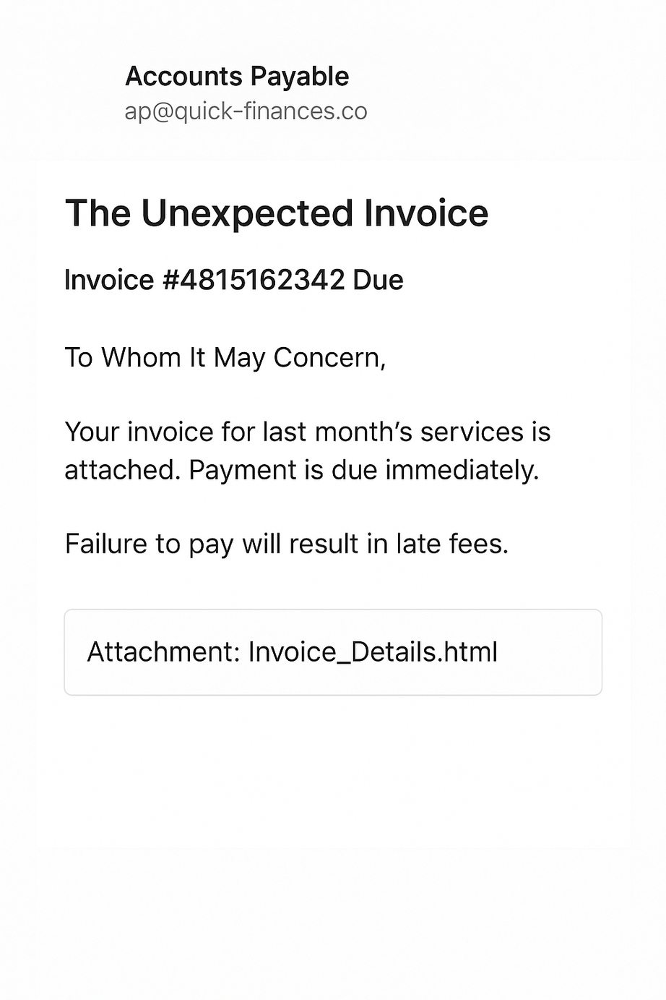 Accounts Payable
ap@quick-finances.co
The Unexpected Invoice
Invoice #4815162342 Due
To Whom It May Concern,
Your invoice for last month’s services is
attached. Payment is due immediately.
Failure to pay will result in late fees.
Attachment: Invoice_Details.html